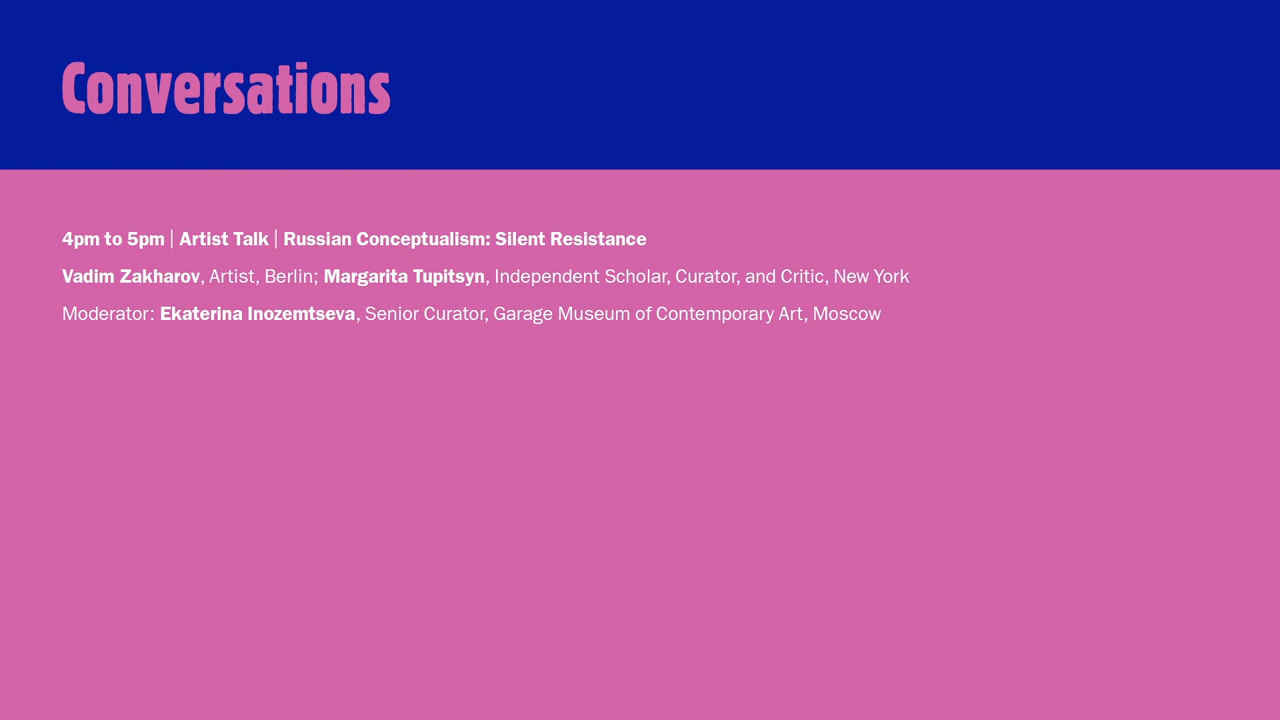 Conversations
4pm to 5pm | Artist Talk | Russian Conceptualism: Silent Resistance
Vadim Zakharov, Artist, Berlin; Margarita Tupitsyn, Independent Scholar, Curator, and Critic, New York
Moderator: Ekaterina Inozemtseva, Senior Curator, Garage Museum of Contemporary Art, Moscow